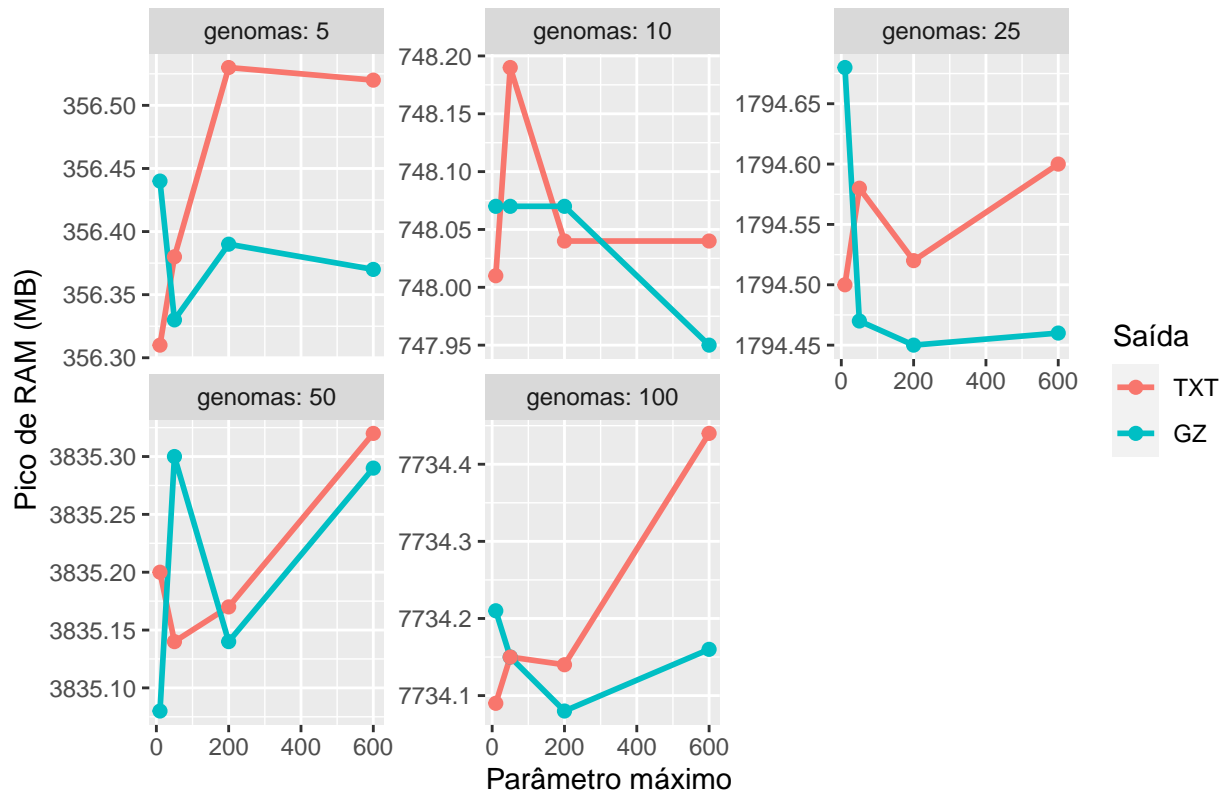 genomas: 5
genomas: 10
genomas: 25
356.50
356.45
356.40
356.35
356.30
748.20
748.15
748.10
748.05
748.00
747.95
1794.65
1794.60
1794.55
1794.50
1794.45
0 200 400 600
genomas: 50
genomas: 100
3835.30
3835.25
3835.20
3835.15
3835.10
7734.4
7734.3
7734.2
7734.1
0 200 400 600
0 200 400 600
Parâmetro máximo
Pico de RAM (MB)
Saída
TXT
GZ